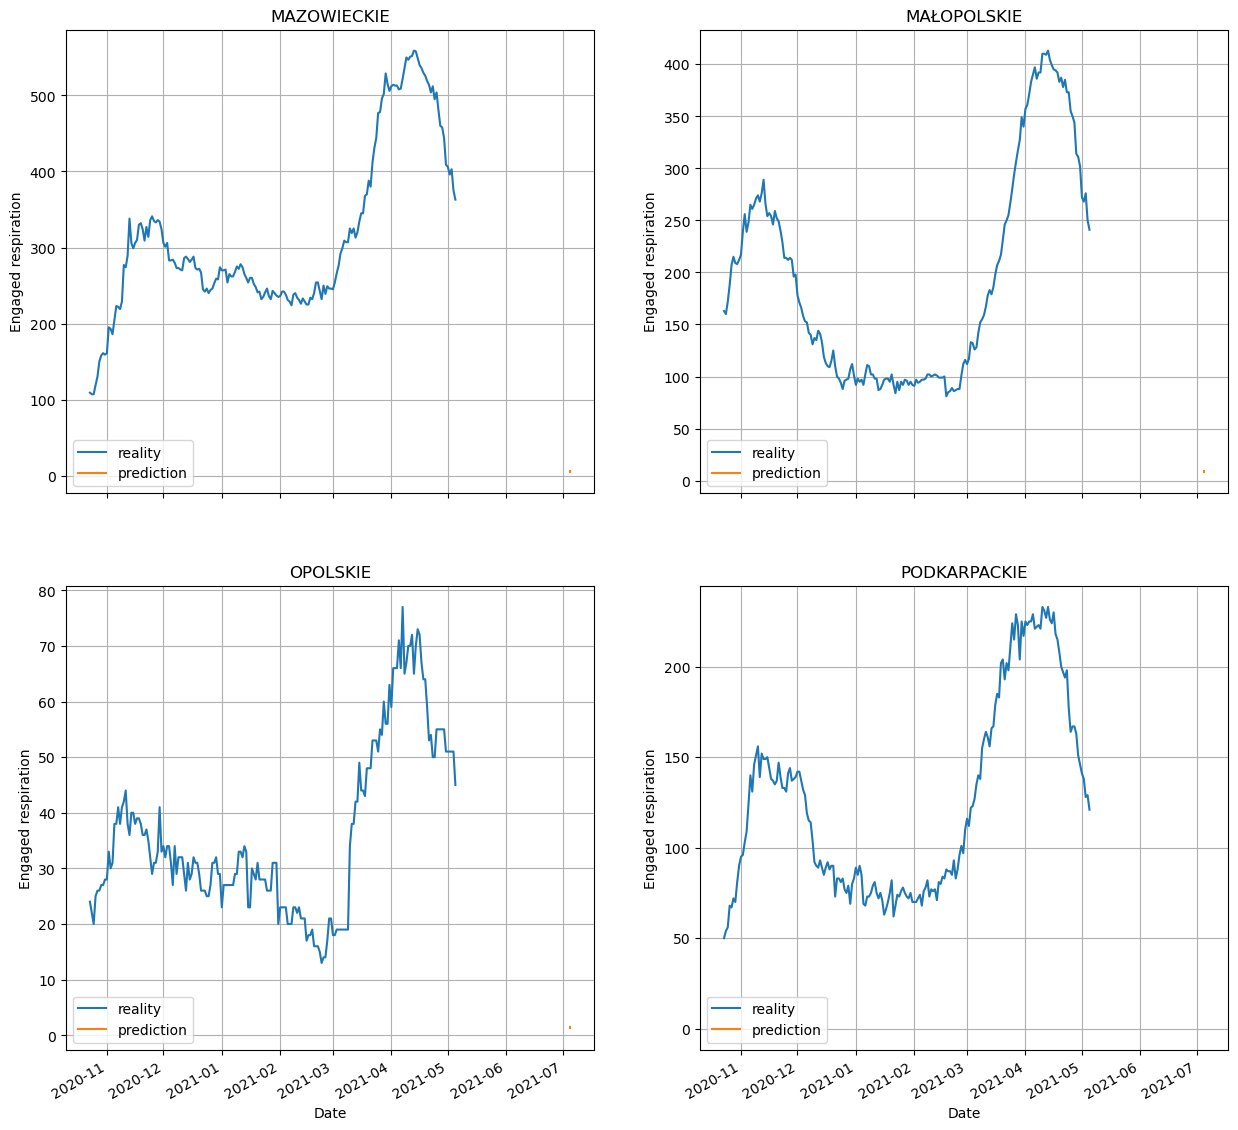 MAZOWIECKIE
Engaged respiration
500
400
300
200
100
0
reality
prediction
MAŁOPOLSKIE
Engaged respiration
400
350
300
250
200
150
100
50
0
reality
prediction
OPOLSKIE
Engaged respiration
80
70
60
50
40
30
20
10
0
reality
prediction
2020-11
2020-12
2021-01
2021-02
2021-03
2021-04
2021-05
2021-06
2021-07
Date
PODKARPACKIE
Engaged respiration
200
150
100
50
0
reality
prediction
2020-11
2020-12
2021-01
2021-02
2021-03
2021-04
2021-05
2021-06
2021-07
Date